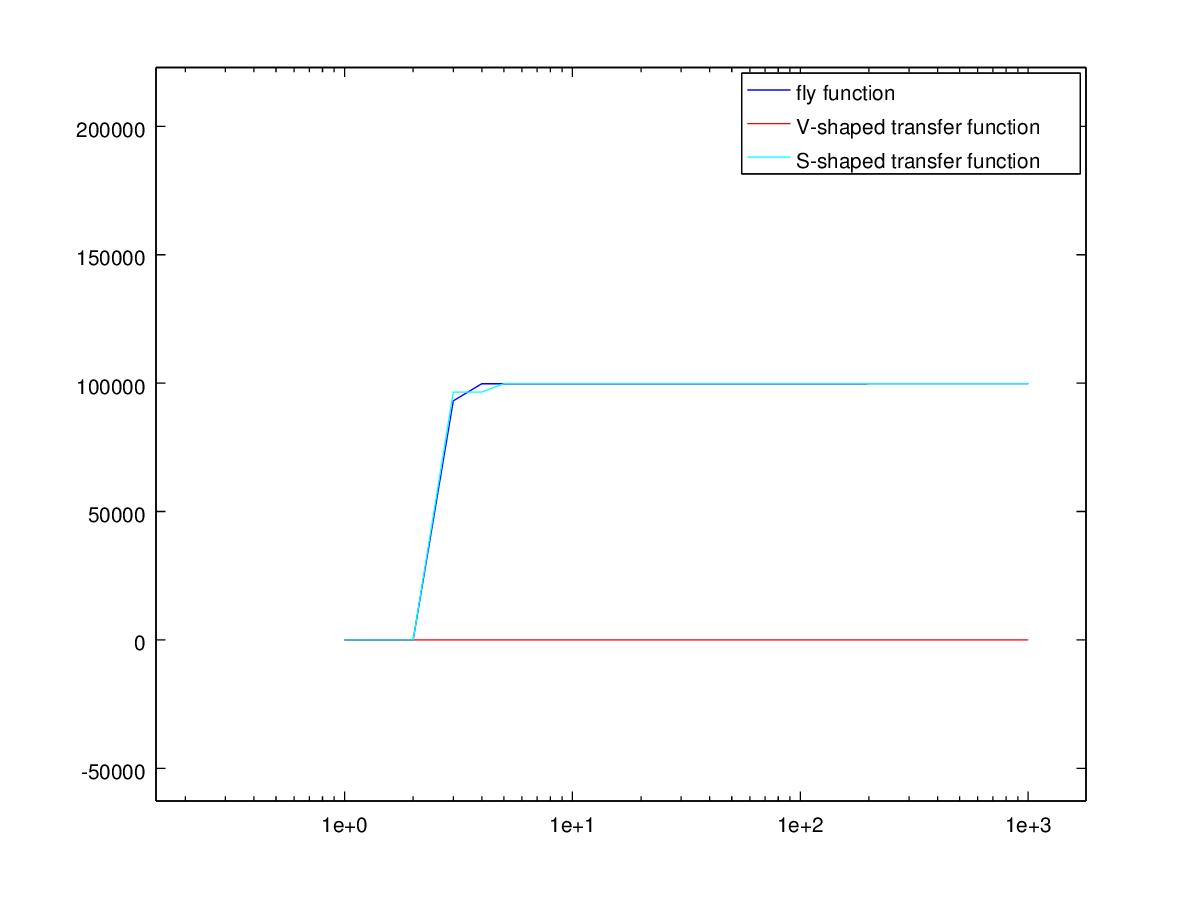 fly function
V-shaped transfer function
S-shaped transfer function
200000
150000
100000
50000
0
-50000
1e+0 1e+1 1e+2 1e+3